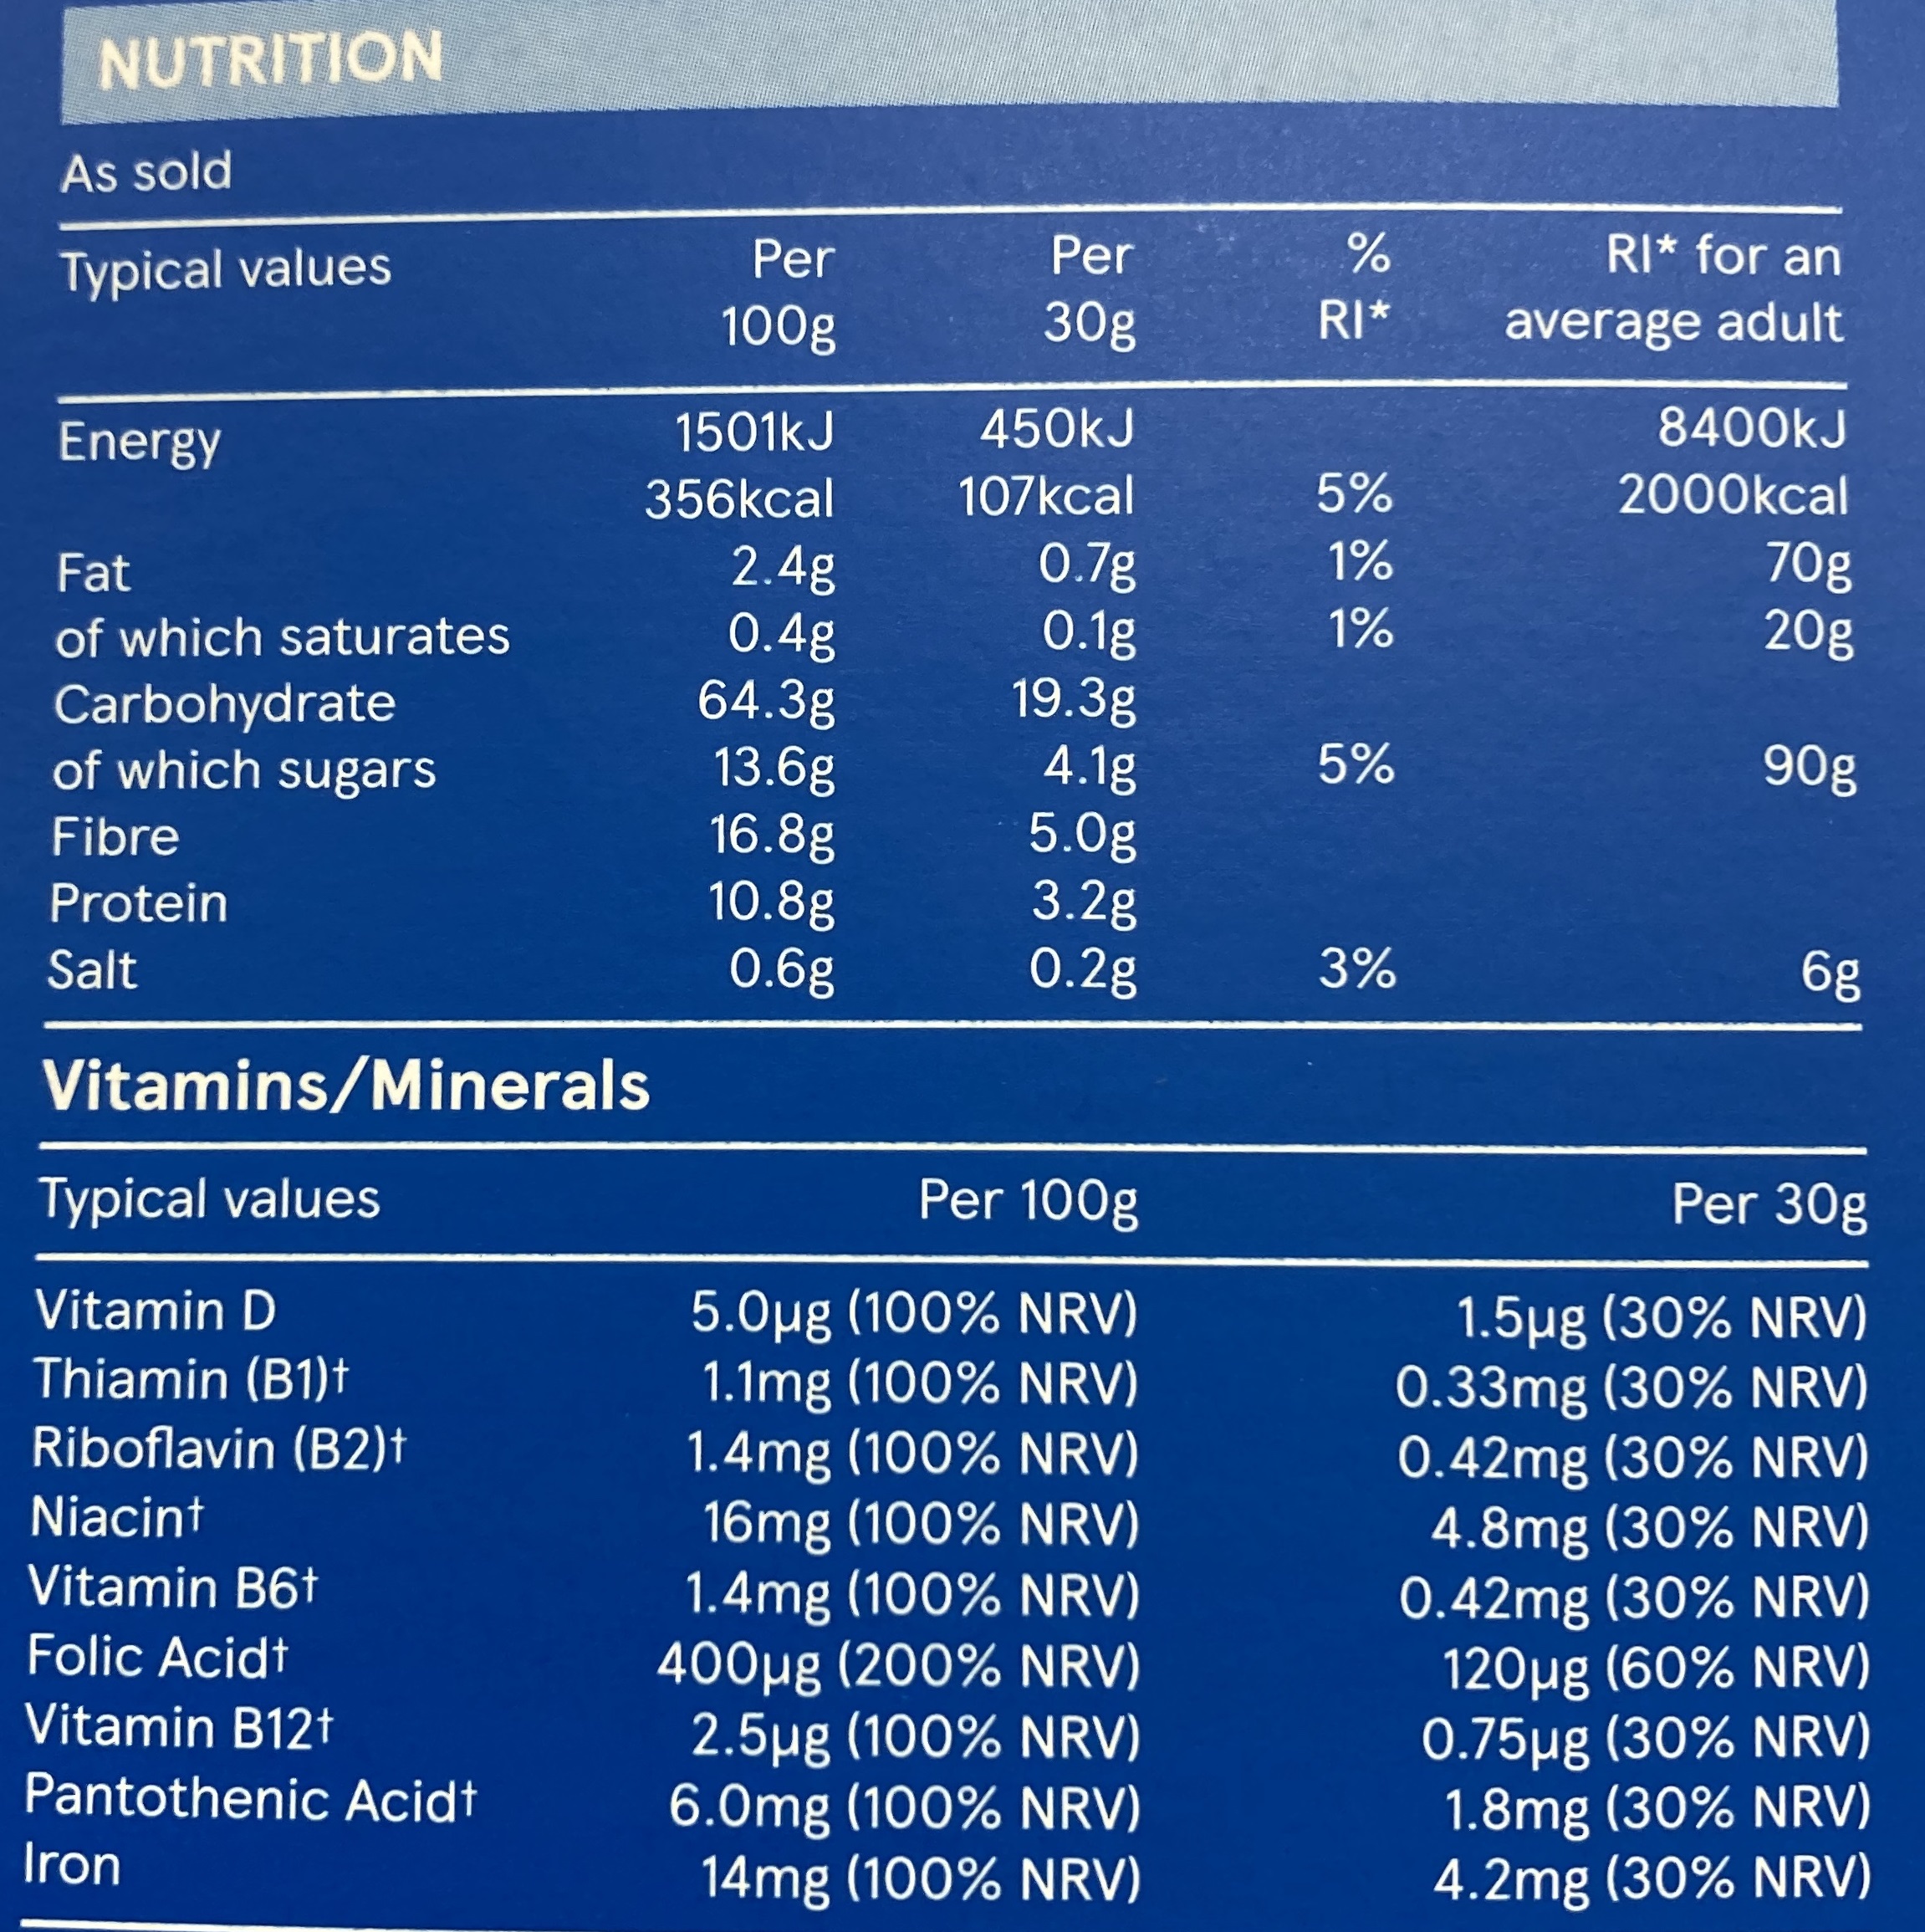 NUTRITION
As sold
Typical values Per 100g Per 30g % RI* RI* for an average adult
Energy 1501kJ 450kJ 8400kJ
356kcal 107kcal 5% 2000kcal
Fat 2.4g 0.7g 1% 70g
of which saturates 0.4g 0.1g 1% 20g
Carbohydrate 64.3g 19.3g
of which sugars 13.6g 4.1g 5% 90g
Fibre 16.8g 5.0g
Protein 10.8g 3.2g
Salt 0.6g 0.2g 3% 6g
Vitamins/Minerals
Typical values Per 100g Per 30g
Vitamin D 5.0µg (100% NRV) 1.5µg (30% NRV)
Thiamin (B1)† 1.1mg (100% NRV) 0.33mg (30% NRV)
Riboflavin (B2)† 1.4mg (100% NRV) 0.42mg (30% NRV)
Niacin† 16mg (100% NRV) 4.8mg (30% NRV)
Vitamin B6† 1.4mg (100% NRV) 0.42mg (30% NRV)
Folic Acid† 400µg (200% NRV) 120µg (60% NRV)
Vitamin B12† 2.5µg (100% NRV) 0.75µg (30% NRV)
Pantothenic Acid† 6.0mg (100% NRV) 1.8mg (30% NRV)
Iron 14mg (100% NRV) 4.2mg (30% NRV)